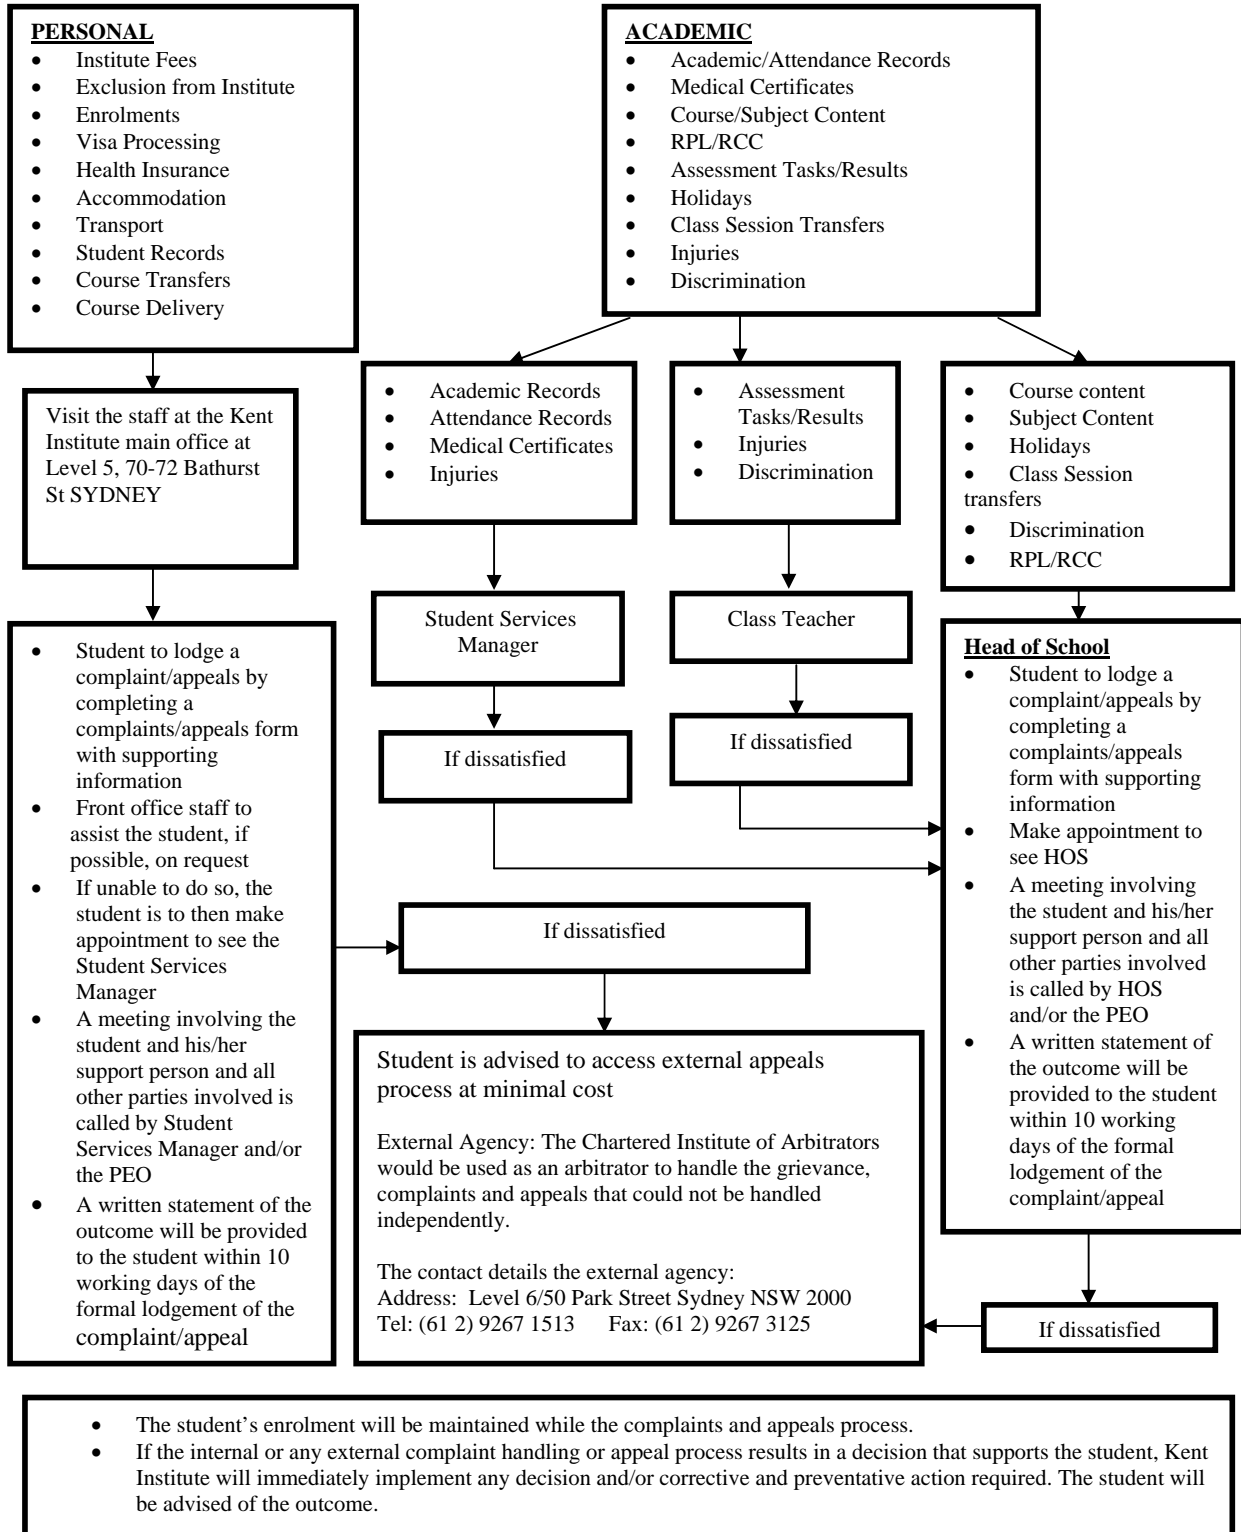 PERSONAL
• Institute Fees
• Exclusion from Institute
• Enrolments
• Visa Processing
• Health Insurance
• Accommodation
• Transport
• Student Records
• Course Transfers
• Course Delivery
ACADEMIC
• Academic/Attendance Records
• Medical Certificates
• Course/Subject Content
• RPL/RCC
• Assessment Tasks/Results
• Holidays
• Class Session Transfers
• Injuries
• Discrimination
Visit the staff at the Kent
Institute main office at
Level 5, 70-72 Bathurst
St SYDNEY
• Academic Records
• Attendance Records
• Medical Certificates
• Injuries
• Assessment
Tasks/Results
• Injuries
• Discrimination
• Course content
• Subject Content
• Holidays
• Class Session
transfers
• Discrimination
• RPL/RCC
Student Services
Manager
Class Teacher
If dissatisfied
If dissatisfied
• Student to lodge a
complaint/appeals by
completing a
complaints/appeals form
with supporting
information
• Front office staff to
assist the student, if
possible, on request
• If unable to do so, the
student is to then make
appointment to see the
Student Services
Manager
• A meeting involving the
student and his/her
support person and all
other parties involved is
called by Student
Services Manager and/or
the PEO
• A written statement of the
outcome will be provided
to the student within 10
working days of the
formal lodgement of the
complaint/appeal
Head of School
• Student to lodge a
complaint/appeals by
completing a
complaints/appeals
form with supporting
information
• Make appointment to
see HOS
• A meeting involving
the student and his/her
support person and all
other parties involved
is called by HOS
and/or the PEO
• A written statement of
the outcome will be
provided to the student
within 10 working
days of the formal
lodgement of the
complaint/appeal
If dissatisfied
Student is advised to access external appeals
process at minimal cost
External Agency: The Chartered Institute of Arbitrators
would be used as an arbitrator to handle the grievance,
complaints and appeals that could not be handled
independently.
The contact details the external agency:
Address: Level 6/50 Park Street Sydney NSW 2000
Tel: (61 2) 9267 1513 Fax: (61 2) 9267 3125
If dissatisfied
• The student’s enrolment will be maintained while the complaints and appeals process.
• If the internal or any external complaint handling or appeal process results in a decision that supports the student, Kent
Institute will immediately implement any decision and/or corrective and preventative action required. The student will
be advised of the outcome.